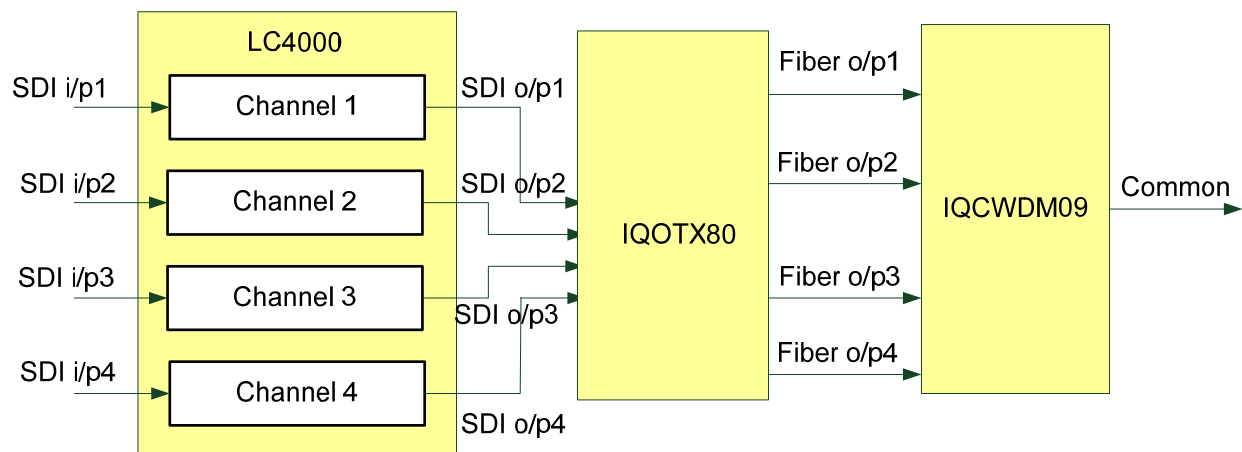 LC4000
SDI i/p1
Channel 1
SDI o/p1
SDI i/p2
Channel 2
SDI o/p2
SDI i/p3
Channel 3
SDI o/p3
SDI i/p4
Channel 4
SDI o/p4
IQOTX80
Fiber o/p1
Fiber o/p2
Fiber o/p3
Fiber o/p4
IQCWDM09
Common